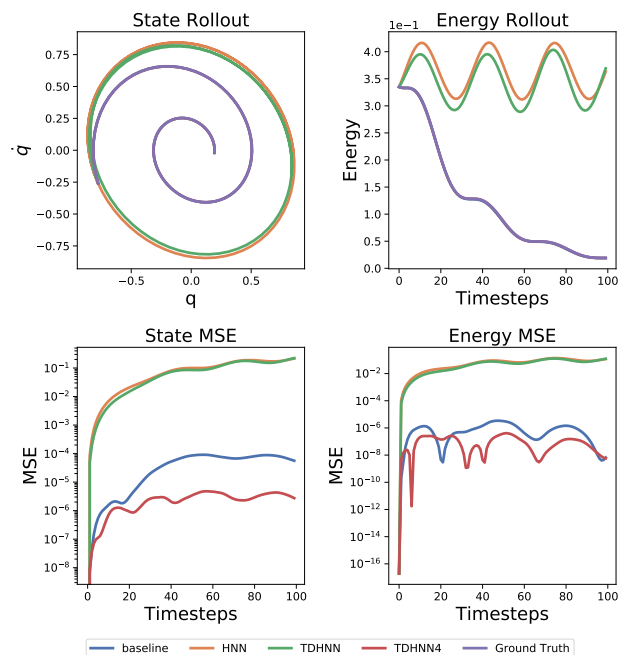 State Rollout
0.75
0.50
0.25
0.00
−0.25
−0.50
−0.75
q̇
−0.5 0.0 0.5
q
Energy Rollout
1e−1
4.0
3.5
3.0
2.5
2.0
1.5
1.0
0.5
0.0
Energy
0 20 40 60 80 100
Timesteps
State MSE
10⁻¹
10⁻²
10⁻³
10⁻⁴
10⁻⁵
10⁻⁶
10⁻⁷
10⁻⁸
MSE
0 20 40 60 80 100
Timesteps
Energy MSE
10⁻²
10⁻⁴
10⁻⁶
10⁻⁸
10⁻¹⁰
10⁻¹²
10⁻¹⁴
10⁻¹⁶
MSE
0 20 40 60 80 100
Timesteps
baseline HNN TDHNN TDHNN4 Ground Truth